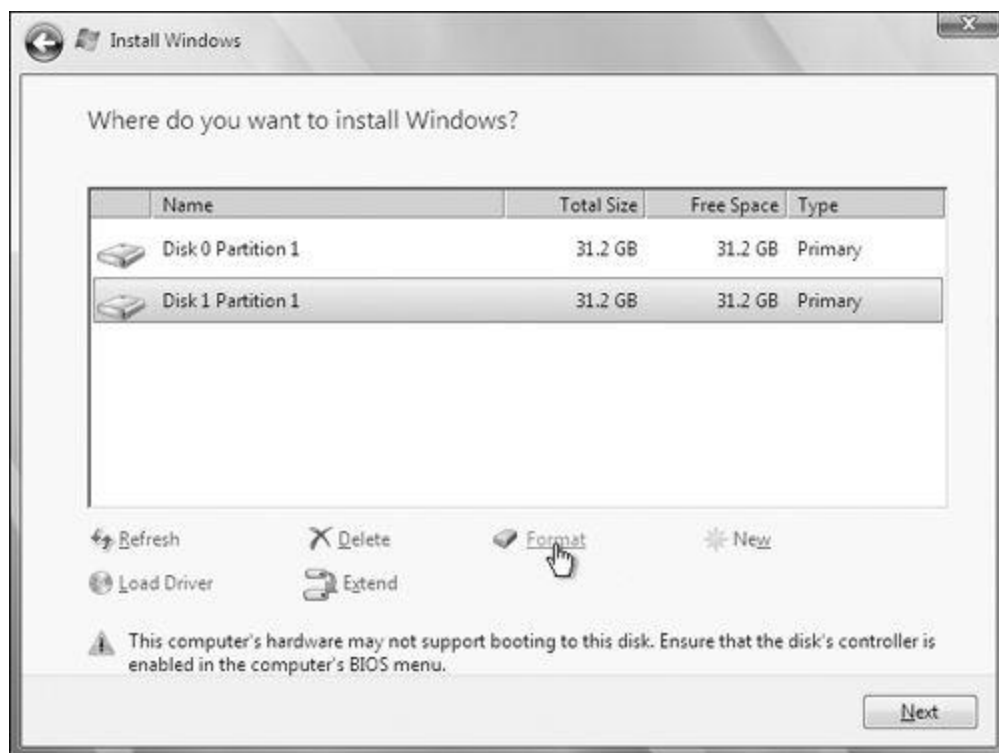 Install Windows
Where do you want to install Windows?
Name Total Size Free Space Type
Disk 0 Partition 1 31.2 GB 31.2 GB Primary
Disk 1 Partition 1 31.2 GB 31.2 GB Primary
Refresh Delete Format New
Load Driver Extend
This computer's hardware may not support booting to this disk. Ensure that the disk's controller is
enabled in the computer's BIOS menu.
Next